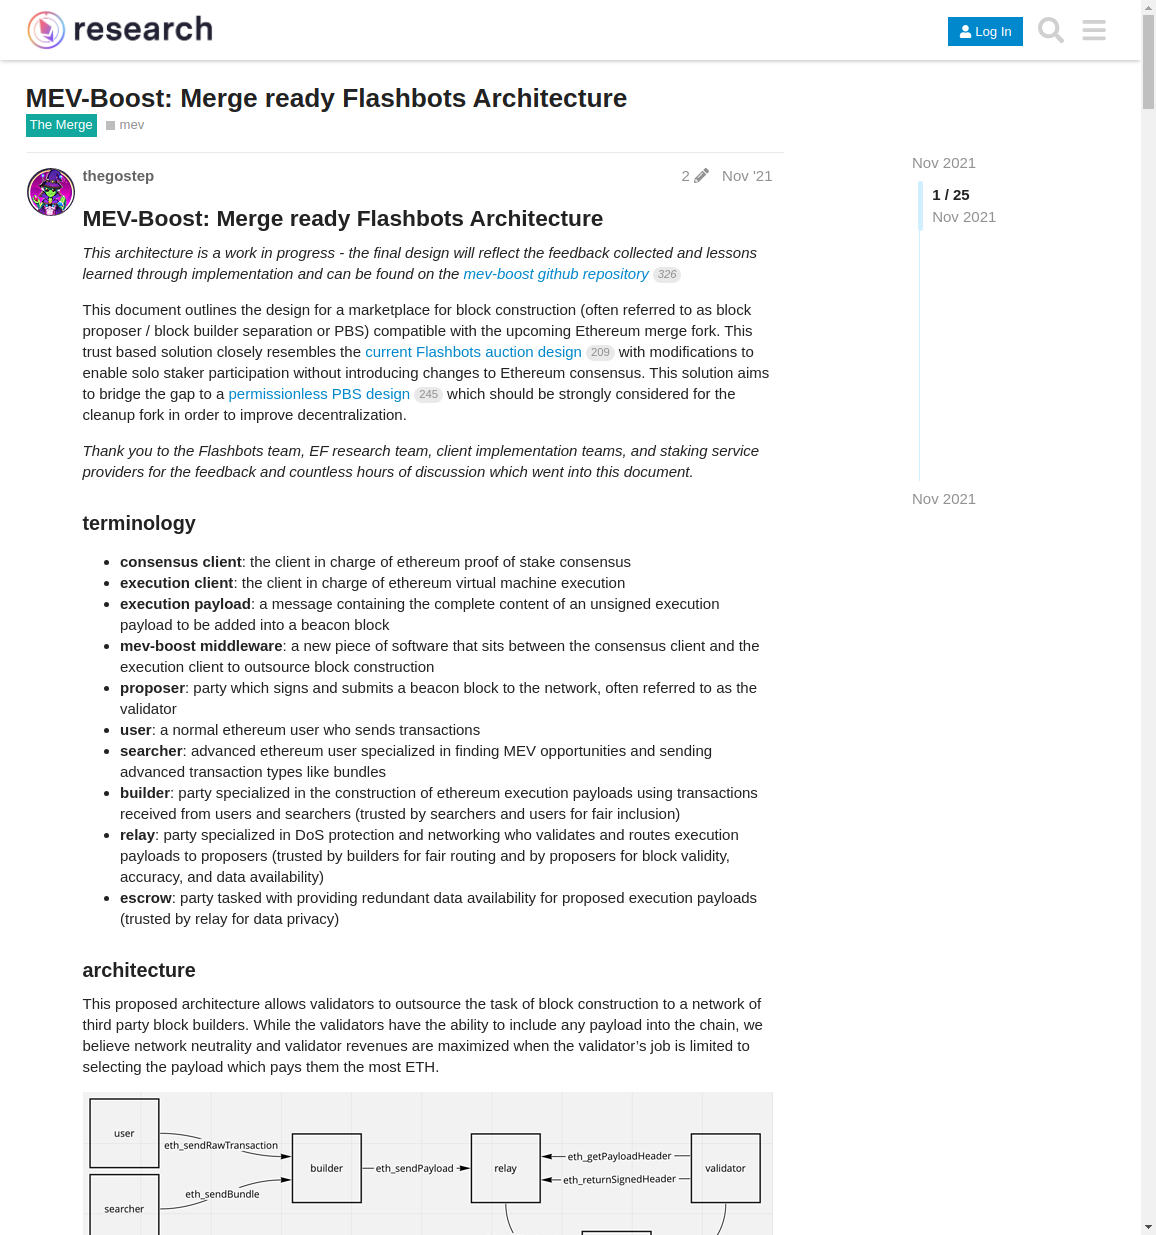 research
Log In
MEV-Boost: Merge ready Flashbots Architecture
The Merge mev
Nov 2021
1 / 25
Nov 2021
Nov 2021
thegostep 2 Nov '21
MEV-Boost: Merge ready Flashbots Architecture
This architecture is a work in progress - the final design will reflect the feedback collected and lessons
learned through implementation and can be found on the mev-boost github repository 326
This document outlines the design for a marketplace for block construction (often referred to as block
proposer / block builder separation or PBS) compatible with the upcoming Ethereum merge fork. This
trust based solution closely resembles the current Flashbots auction design 209 with modifications to
enable solo staker participation without introducing changes to Ethereum consensus. This solution aims
to bridge the gap to a permissionless PBS design 245 which should be strongly considered for the
cleanup fork in order to improve decentralization.
Thank you to the Flashbots team, EF research team, client implementation teams, and staking service
providers for the feedback and countless hours of discussion which went into this document.
terminology
• consensus client: the client in charge of ethereum proof of stake consensus
• execution client: the client in charge of ethereum virtual machine execution
• execution payload: a message containing the complete content of an unsigned execution
payload to be added into a beacon block
• mev-boost middleware: a new piece of software that sits between the consensus client and the
execution client to outsource block construction
• proposer: party which signs and submits a beacon block to the network, often referred to as the
validator
• user: a normal ethereum user who sends transactions
• searcher: advanced ethereum user specialized in finding MEV opportunities and sending
advanced transaction types like bundles
• builder: party specialized in the construction of ethereum execution payloads using transactions
received from users and searchers (trusted by searchers and users for fair inclusion)
• relay: party specialized in DoS protection and networking who validates and routes execution
payloads to proposers (trusted by builders for fair routing and by proposers for block validity,
accuracy, and data availability)
• escrow: party tasked with providing redundant data availability for proposed execution payloads
(trusted by relay for data privacy)
architecture
This proposed architecture allows validators to outsource the task of block construction to a network of
third party block builders. While the validators have the ability to include any payload into the chain, we
believe network neutrality and validator revenues are maximized when the validator’s job is limited to
selecting the payload which pays them the most ETH.
user
eth_sendRawTransaction
builder
eth_sendPayload
relay
eth_getPayloadHeader
eth_returnSignedHeader
validator
eth_sendBundle
searcher